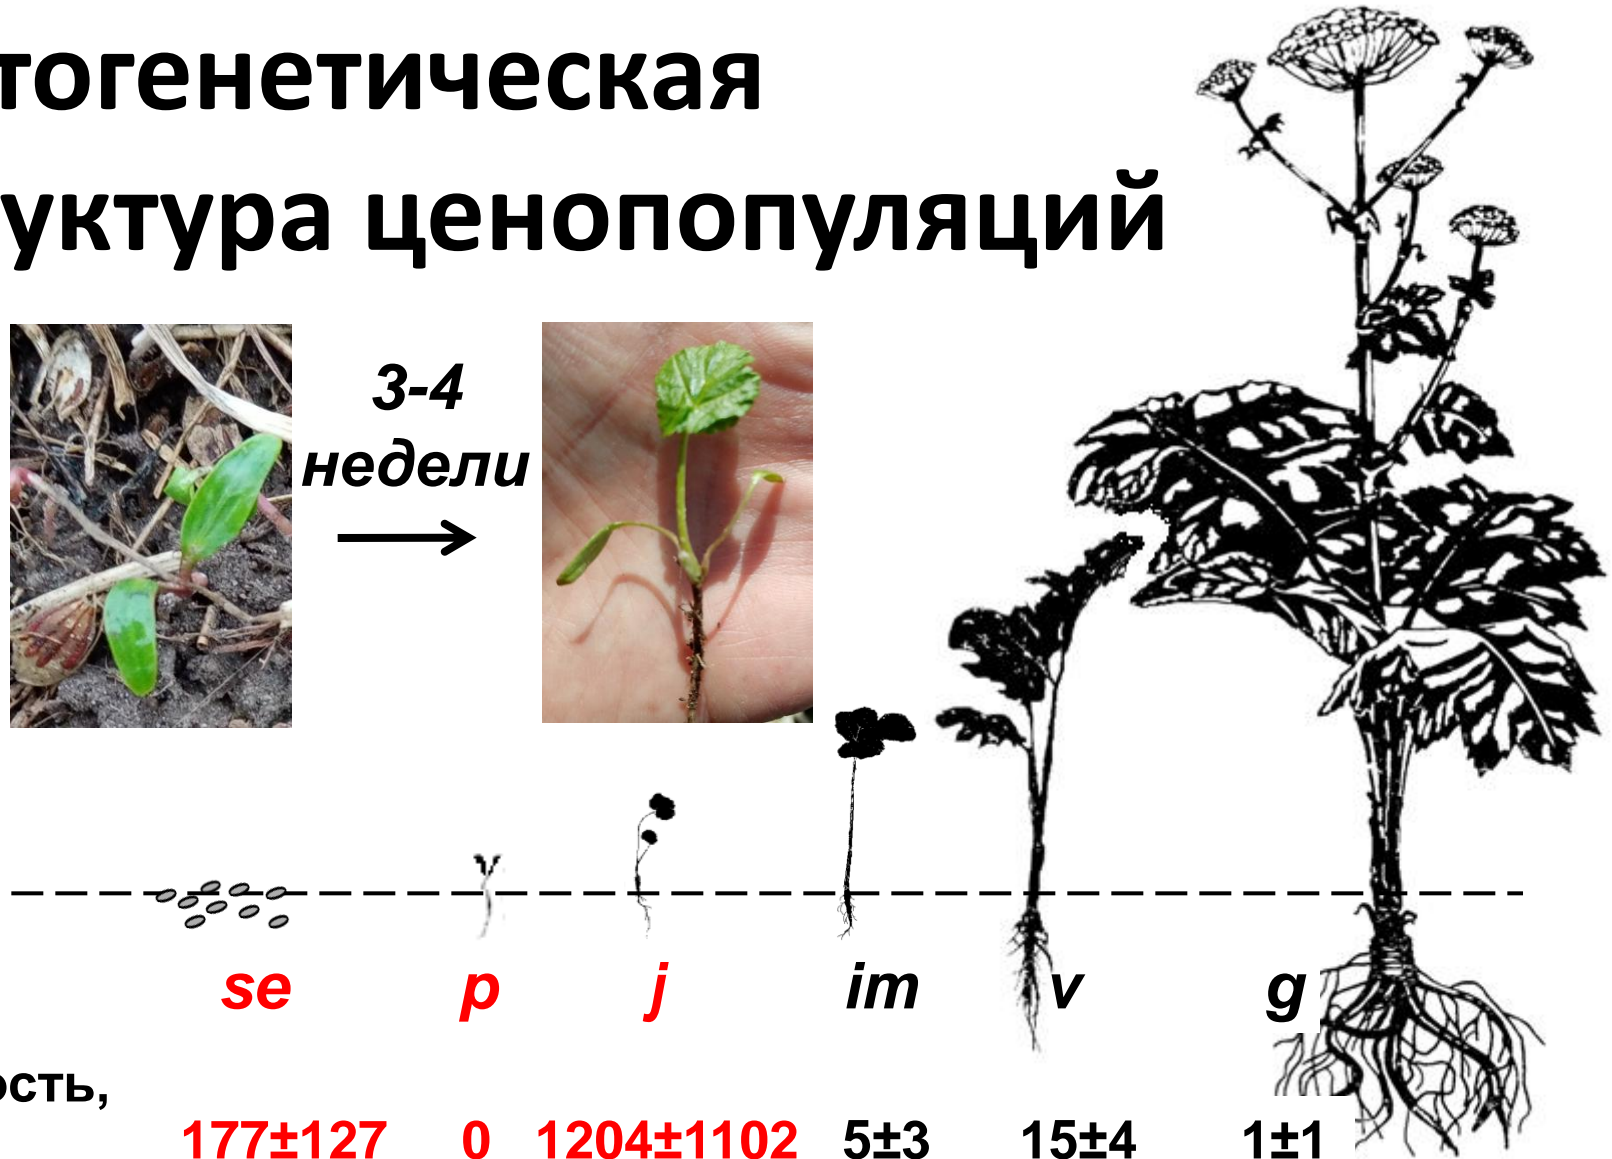 тогенетическая
уктура ценопопуляций
3-4
недели
se p j im v g
ость,
177±127 0 1204±1102 5±3 15±4 1±1